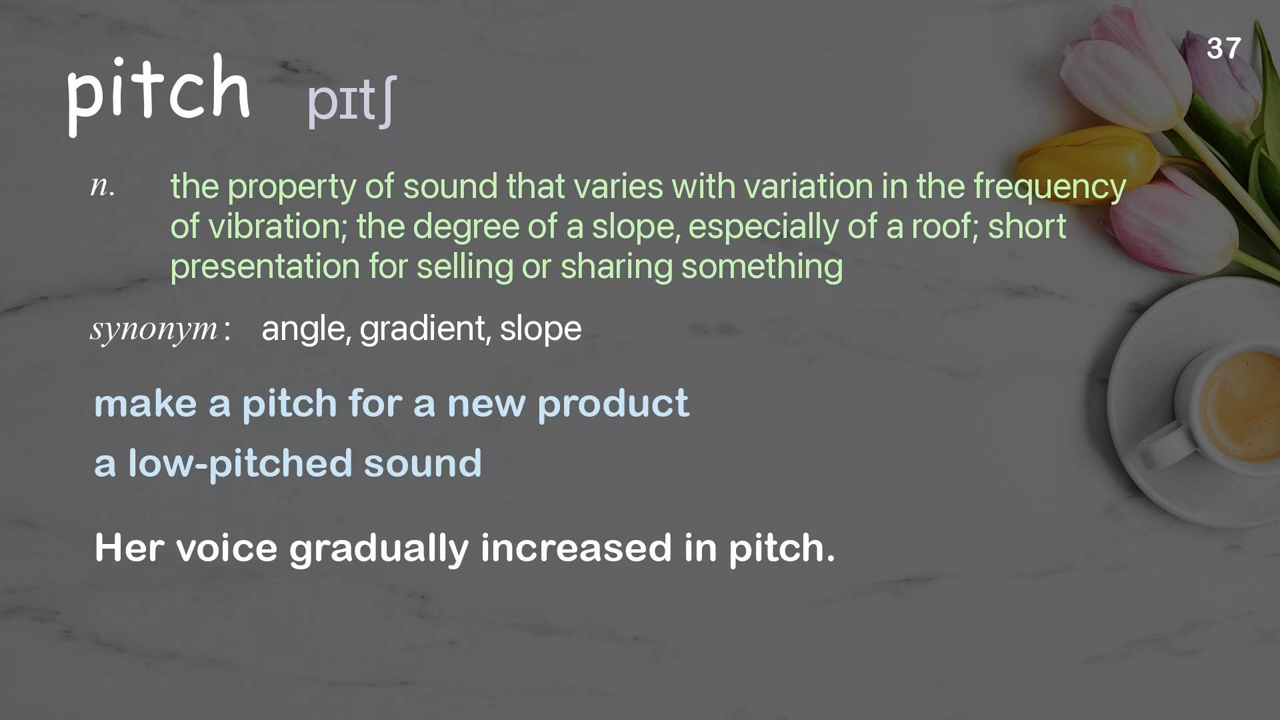 37
pitch pɪtʃ
n. the property of sound that varies with variation in the frequency
of vibration; the degree of a slope, especially of a roof; short
presentation for selling or sharing something
synonym: angle, gradient, slope
make a pitch for a new product
a low-pitched sound
Her voice gradually increased in pitch.